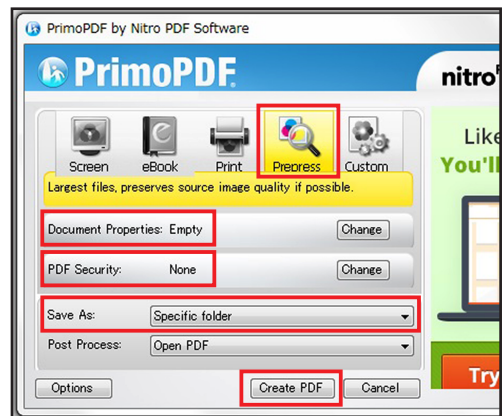 PrimoPDF by Nitro PDF Software
PrimoPDF
nitro
Screen eBook Print Prepress Custom
Largest files, preserves source image quality if possible.
Document Properties: Empty Change
PDF Security: None Change
Save As: Specific folder
Post Process: Open PDF
Options Create PDF Cancel
Like
You'll
Try